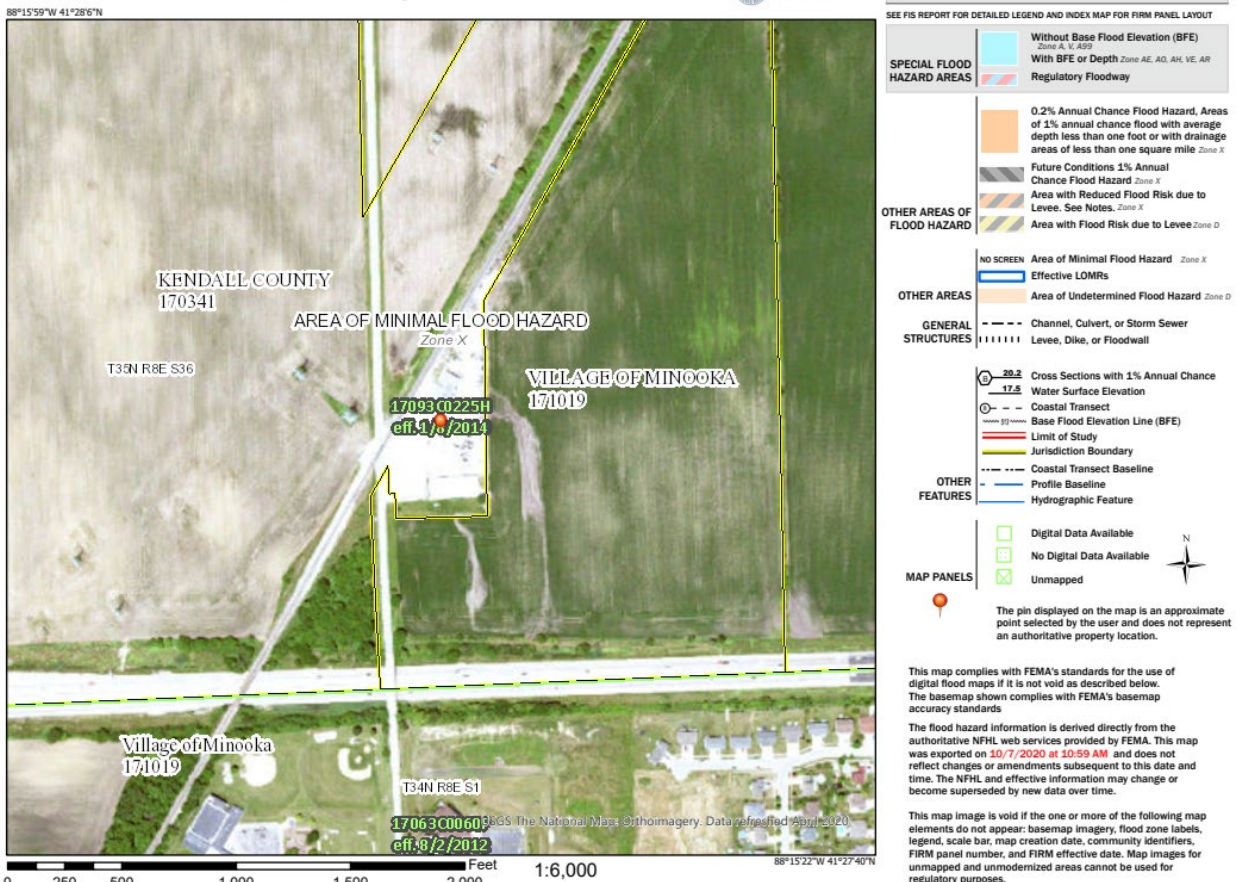 88°15'59"W 41°28'6"N
KENDALL COUNTY
170341
AREA OF MINIMAL FLOOD HAZARD
Zone X
T35N R8E S36
VILLAGE OF MINOOKA
171019
17093C0225H
eff. 1/8/2014
Village of Minooka
171019
T34N R8E S1
17063C0060
eff. 8/2/2012
USGS The National Map: Orthoimagery. Data refreshed April 2020
88°15'22"W 41°27'40"N
Feet
1:6,000
0 250 500 1,000 1,500 2,000
SEE FIS REPORT FOR DETAILED LEGEND AND INDEX MAP FOR FIRM PANEL LAYOUT
SPECIAL FLOOD
HAZARD AREAS
Without Base Flood Elevation (BFE)
Zone A, V, A99
With BFE or Depth Zone AE, AO, AH, VE, AR
Regulatory Floodway
OTHER AREAS OF
FLOOD HAZARD
0.2% Annual Chance Flood Hazard, Areas
of 1% annual chance flood with average
depth less than one foot or with drainage
areas of less than one square mile Zone X
Future Conditions 1% Annual
Chance Flood Hazard Zone X
Area with Reduced Flood Risk due to
Levee. See Notes. Zone X
Area with Flood Risk due to Levee Zone D
OTHER AREAS
NO SCREEN Area of Minimal Flood Hazard Zone X
Effective LOMRs
Area of Undetermined Flood Hazard Zone D
GENERAL
STRUCTURES
Channel, Culvert, or Storm Sewer
Levee, Dike, or Floodwall
OTHER
FEATURES
B 20.2 Cross Sections with 1% Annual Chance
17.5 Water Surface Elevation
8 Coastal Transect
513 Base Flood Elevation Line (BFE)
Limit of Study
Jurisdiction Boundary
Coastal Transect Baseline
Profile Baseline
Hydrographic Feature
MAP PANELS
Digital Data Available
No Digital Data Available
Unmapped
N
The pin displayed on the map is an approximate
point selected by the user and does not represent
an authoritative property location.
This map complies with FEMA's standards for the use of
digital flood maps if it is not void as described below.
The basemap shown complies with FEMA's basemap
accuracy standards
The flood hazard information is derived directly from the
authoritative NFHL web services provided by FEMA. This map
was exported on 10/7/2020 at 10:59 AM and does not
reflect changes or amendments subsequent to this date and
time. The NFHL and effective information may change or
become superseded by new data over time.
This map image is void if the one or more of the following map
elements do not appear: basemap imagery, flood zone labels,
legend, scale bar, map creation date, community identifiers,
FIRM panel number, and FIRM effective date. Map images for
unmapped and unmodernized areas cannot be used for
regulatory purposes.